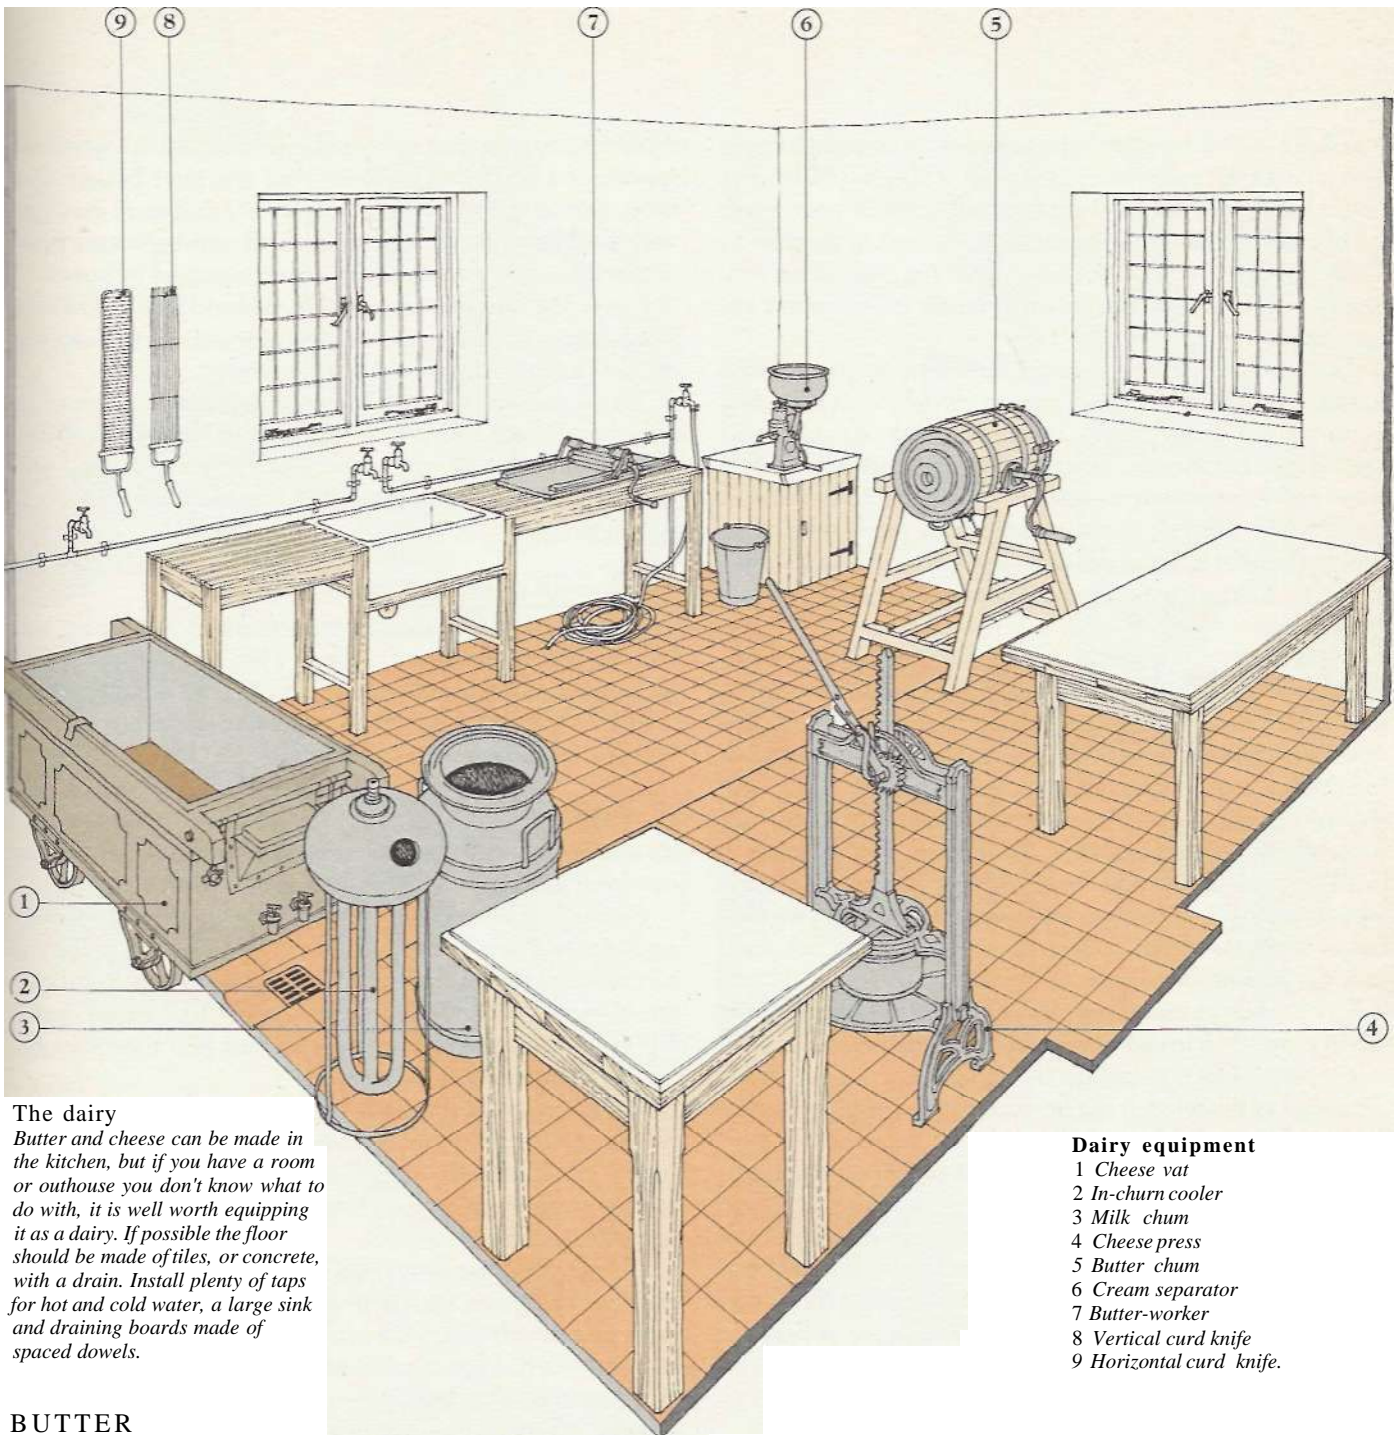 9
8
7
6
5
1
2
3
4
The dairy
Butter and cheese can be made in
the kitchen, but if you have a room
or outhouse you don't know what to
do with, it is well worth equipping
it as a dairy. If possible the floor
should be made of tiles, or concrete,
with a drain. Install plenty of taps
for hot and cold water, a large sink
and draining boards made of
spaced dowels.
Dairy equipment
1 Cheese vat
2 In-churn cooler
3 Milk chum
4 Cheese press
5 Butter chum
6 Cream separator
7 Butter-worker
8 Vertical curd knife
9 Horizontal curd knife.
BUTTER